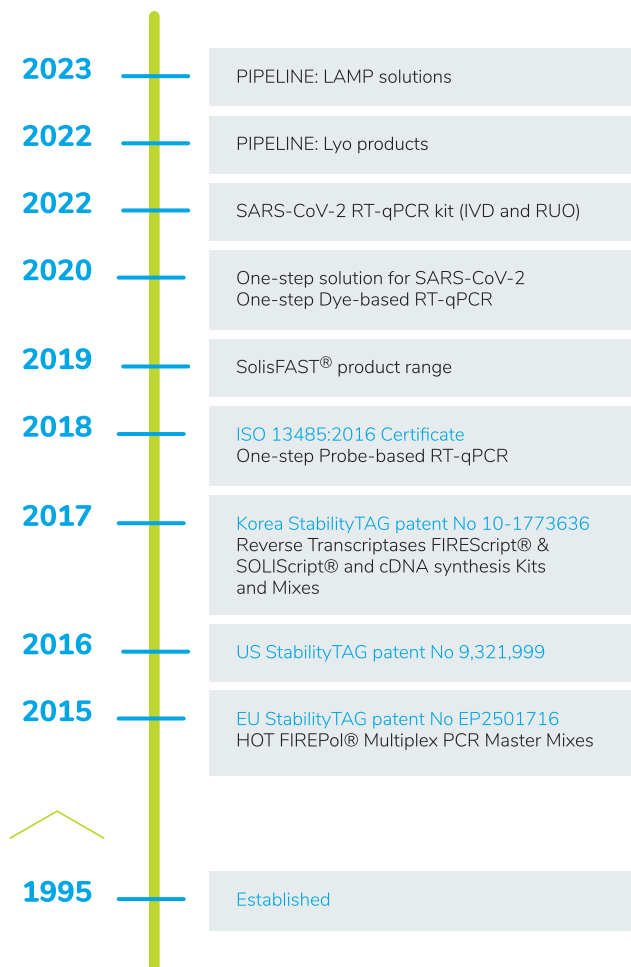 2023
PIPELINE: LAMP solutions
2022
PIPELINE: Lyo products
2022
SARS-CoV-2 RT-qPCR kit (IVD and RUO)
2020
One-step solution for SARS-CoV-2
One-step Dye-based RT-qPCR
2019
SolisFAST® product range
2018
ISO 13485:2016 Certificate
One-step Probe-based RT-qPCR
2017
Korea StabilityTAG patent No 10-1773636
Reverse Transcriptases FIREScript® &
SOLIScript® and cDNA synthesis Kits
and Mixes
2016
US StabilityTAG patent No 9,321,999
2015
EU StabilityTAG patent No EP2501716
HOT FIREPol® Multiplex PCR Master Mixes
1995
Established